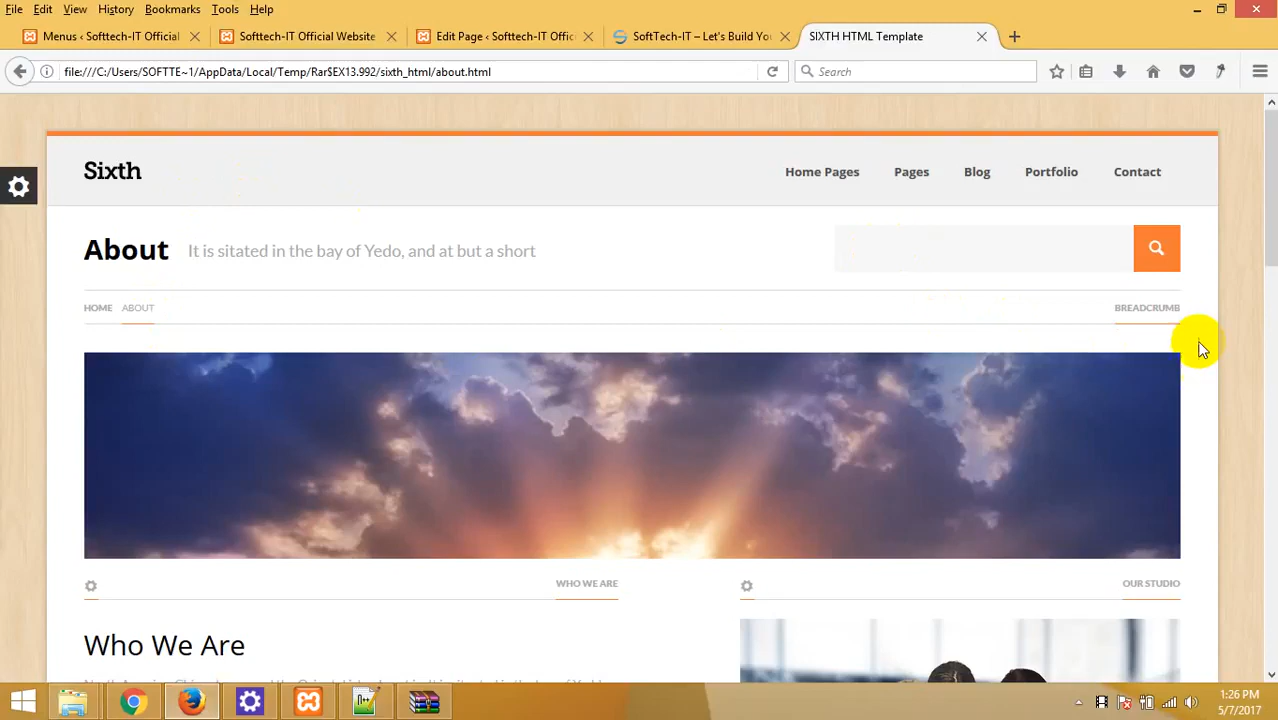 File Edit View History Bookmarks Tools Help
Menus ‹ Softtech-IT Official
Softtech-IT Official Website
Edit Page ‹ Softtech-IT Offic
SoftTech-IT – Let's Build Yo
SIXTH HTML Template
file:///C:/Users/SOFTTE~1/AppData/Local/Temp/Rar$EX13.992/sixth_html/about.html
Search
Sixth
Home Pages Pages Blog Portfolio Contact
About It is sitated in the bay of Yedo, and at but a short
HOME ABOUT BREADCRUMB
WHO WE ARE
OUR STUDIO
Who We Are
1:26 PM
5/7/2017